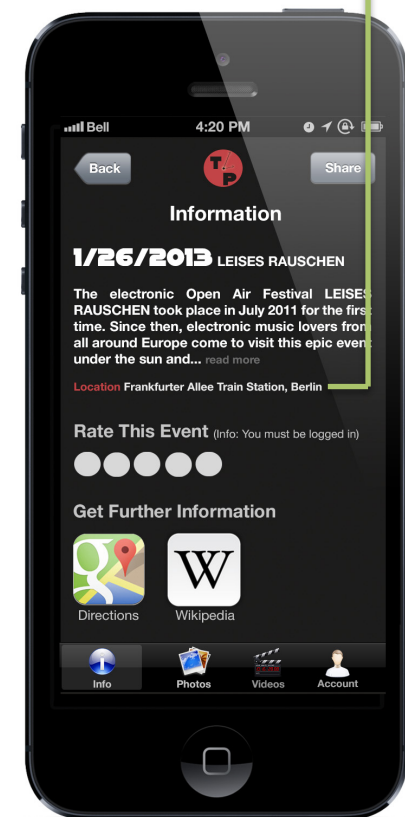 Bell 4:20 PM
Back
T P
Share
Information
1/26/2013 LEISES RAUSCHEN
The electronic Open Air Festival LEISES
RAUSCHEN took place in July 2011 for the first
time. Since then, electronic music lovers from
all around Europe come to visit this epic event
under the sun and... read more
Location Frankfurter Allee Train Station, Berlin
Rate This Event (Info: You must be logged in)
Get Further Information
g W
Directions Wikipedia
Info Photos Videos Account